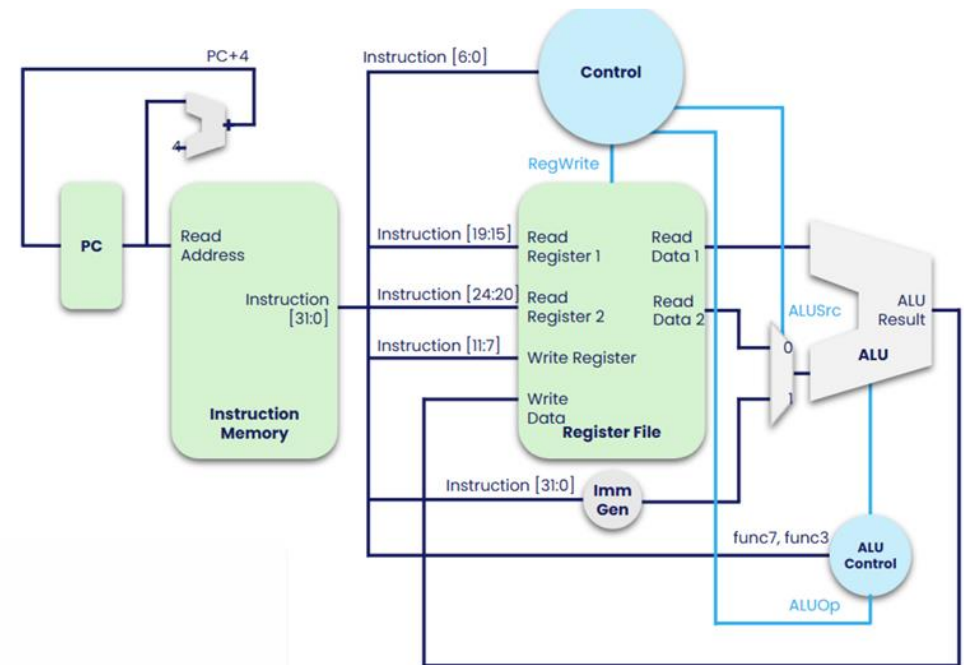 PC+4
Instruction [6:0]
Control
4
+
RegWrite
PC
Read
Address
Instruction
[31:0]
Instruction
Memory
Instruction [19:15]
Read
Register 1
Read
Data 1
Instruction [24:20]
Read
Register 2
Read
Data 2
Instruction [11:7]
Write Register
Write
Data
Register File
ALUSrc
0
1
ALU
Result
ALU
Instruction [31:0]
Imm
Gen
func7, func3
ALU
Control
ALUOp